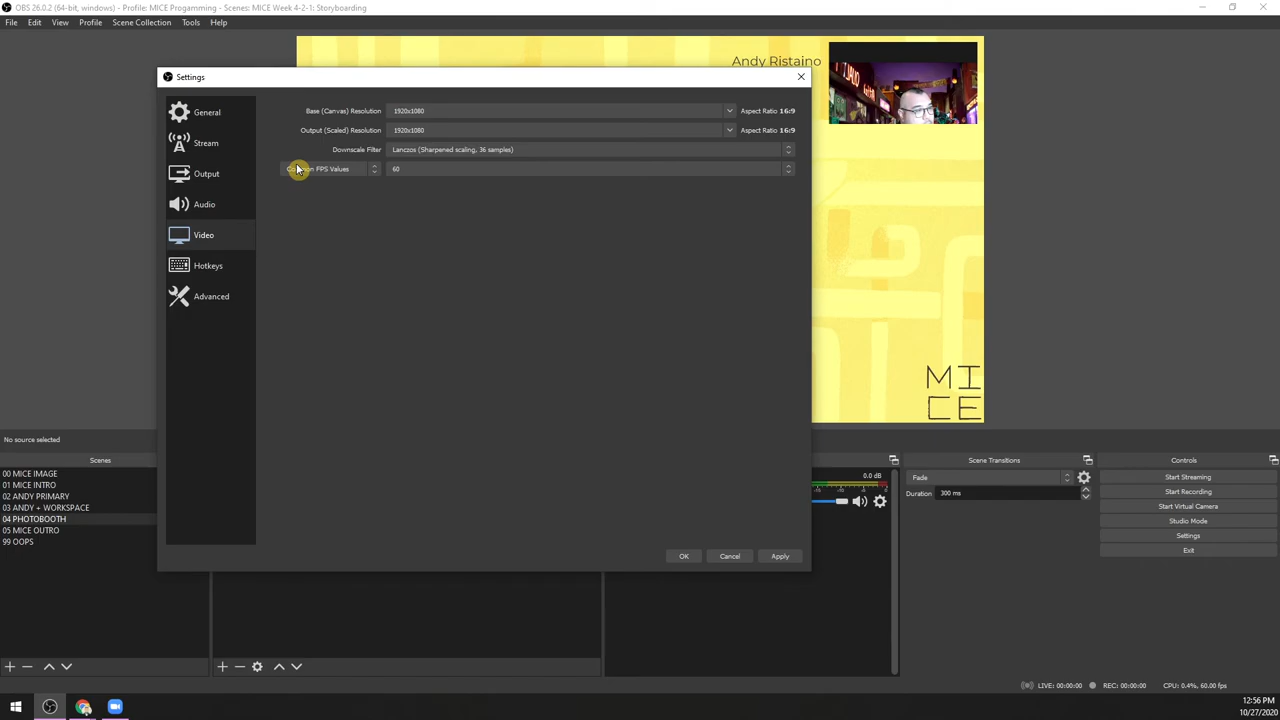 OBS 26.0.2 (64-bit, windows) - Profile: MICE Progamming - Scenes: MICE Week 4-2-1: Storyboarding
File Edit View Profile Scene Collection Tools Help
Andy Ristaino
Settings
General
Stream
Output
Audio
Video
Hotkeys
Advanced
Base (Canvas) Resolution 1920x1080 Aspect Ratio 16:9
Output (Scaled) Resolution 1920x1080 Aspect Ratio 16:9
Downscale Filter Lanczos (Sharpened scaling, 36 samples)
FPS Values 60
OK Cancel Apply
MI
CE
No source selected
Scenes
00 MICE IMAGE
01 MICE INTRO
02 ANDY PRIMARY
03 ANDY + WORKSPACE
04 PHOTOBOOTH
05 MICE OUTRO
99 OOPS
0.0 dB
Scene Transitions
Fade
Duration 300 ms
Controls
Start Streaming
Start Recording
Start Virtual Camera
Studio Mode
Settings
Exit
LIVE: 00:00:00 REC: 00:00:00 CPU: 0.4%, 60.00 fps
12:56 PM
10/27/2020